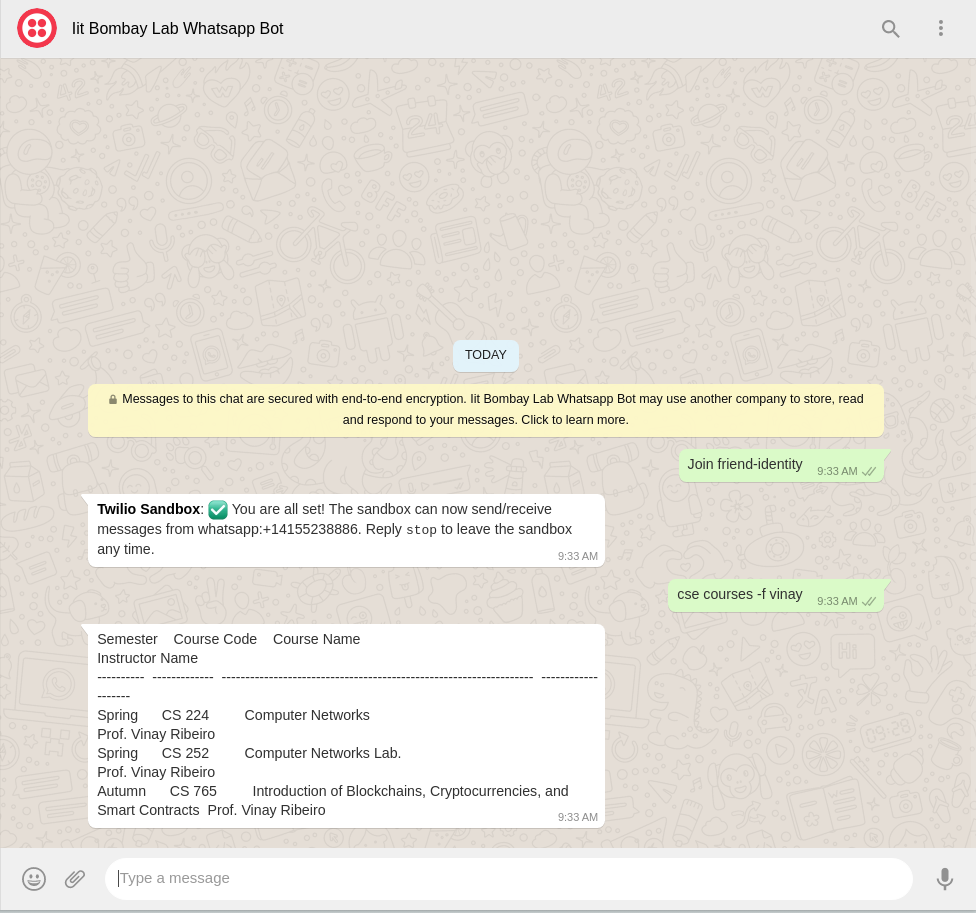 Iit Bombay Lab Whatsapp Bot
TODAY
Messages to this chat are secured with end-to-end encryption. Iit Bombay Lab Whatsapp Bot may use another company to store, read
and respond to your messages. Click to learn more.
Join friend-identity 9:33 AM
Twilio Sandbox: ✅ You are all set! The sandbox can now send/receive
messages from whatsapp:+14155238886. Reply stop to leave the sandbox
any time. 9:33 AM
cse courses -f vinay 9:33 AM
Semester    Course Code    Course Name
Instructor Name
----------  -------------  ------------------------------------------------------------------  ------------
-------
Spring      CS 224         Computer Networks
Prof. Vinay Ribeiro
Spring      CS 252         Computer Networks Lab.
Prof. Vinay Ribeiro
Autumn      CS 765         Introduction of Blockchains, Cryptocurrencies, and
Smart Contracts  Prof. Vinay Ribeiro 9:33 AM
Type a message